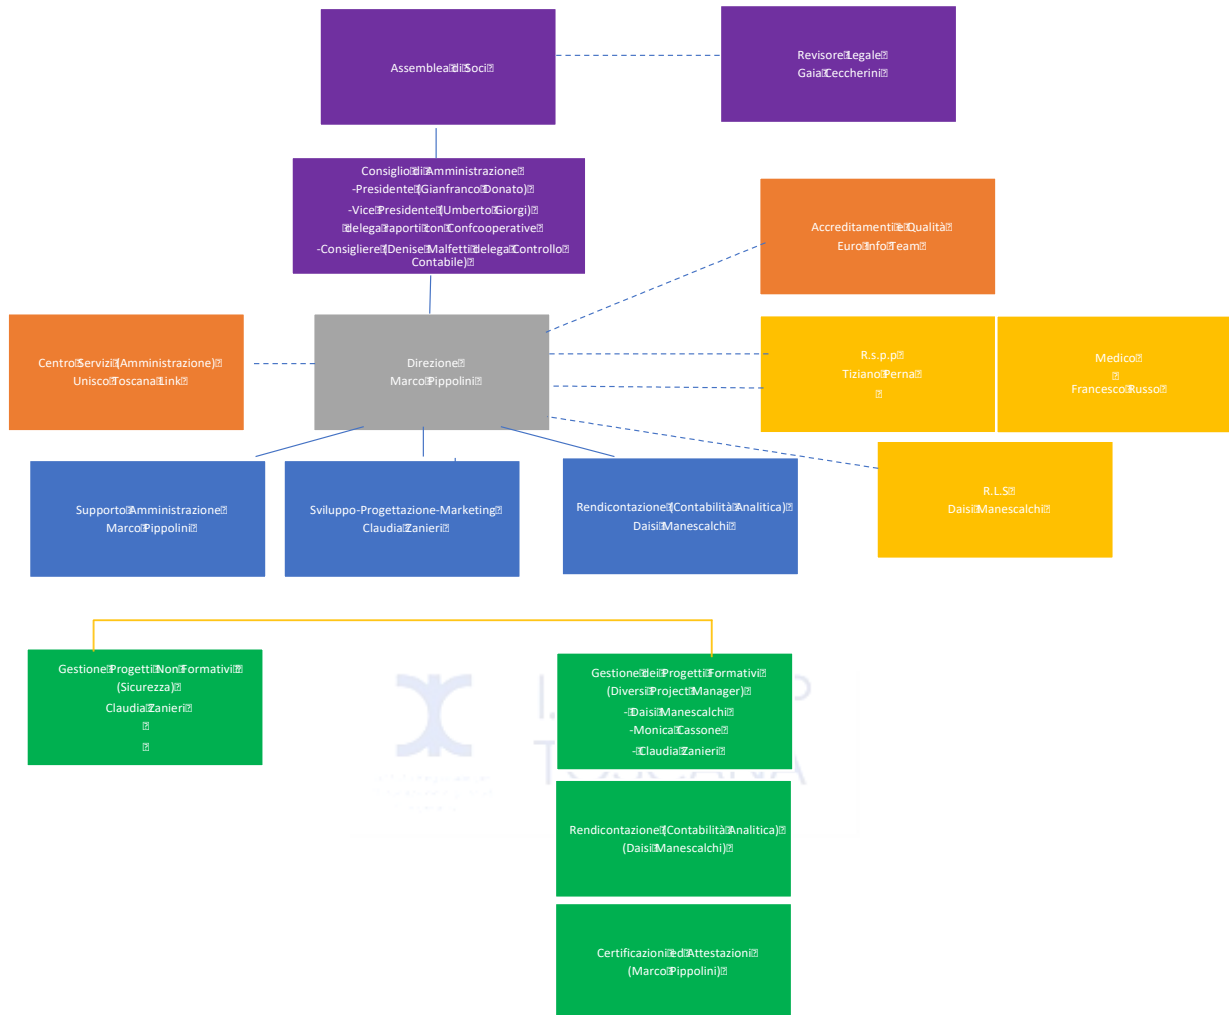 Assemblea di Soci
Revisore Legale
Gaia Ceccherini
Consiglio di Amministrazione
-Presidente (Gianfranco Donato)
-Vice Presidente (Umberto Giorgi)
delega raporti con Confcooperative
-Consigliere (Denise Malfetti delega Controllo
Contabile)
Accreditamenti e Qualità
Euro Info Team
Centro Servizi (Amministrazione)
Unisco Toscana Link
Direzione
Marco Pippolini
R.s.p.p
Tiziano Perna
Medico
Francesco Russo
Supporto Amministrazione
Marco Pippolini
Sviluppo-Progettazione-Marketing
Claudia Zanieri
Rendicontazione (Contabilità Analitica)
Daisi Manescalchi
R.L.S
Daisi Manescalchi
Gestione Progetti Non Formativi
(Sicurezza)
Claudia Zanieri
Gestione dei Progetti Formativi
(Diversi Project Manager)
- Daisi Manescalchi
-Monica Cassone
- Claudia Zanieri
Rendicontazione (Contabilità Analitica)
(Daisi Manescalchi)
Certificazioni ed Attestazioni
(Marco Pippolini)